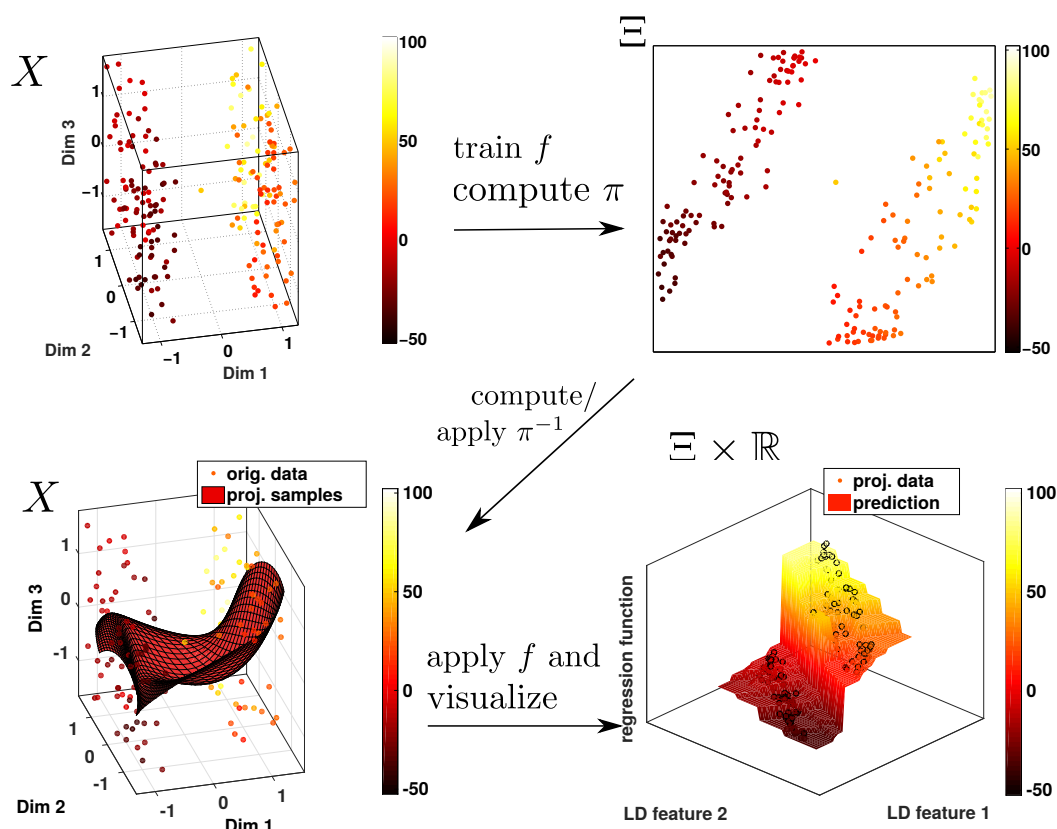 X
Ξ
100
50
0
−50
1
0
-1
Dim 3
1
0
−1
Dim 2
−1
0
1
Dim 1
train f
compute π
100
50
0
−50
compute/
apply π⁻¹
Ξ × ℝ
X
orig. data
proj. samples
100
50
0
-50
1
0
-1
Dim 3
1
0
-1
Dim 2
-1
0
1
Dim 1
apply f and
visualize
proj. data
prediction
100
50
0
-50
regression function
LD feature 2
LD feature 1